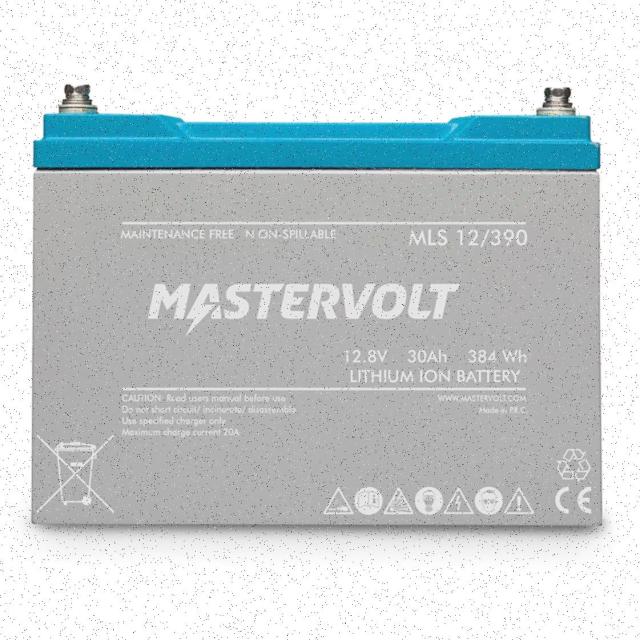 MAINTENANCE FREE NON-SPILLABLE
MLS 12/390
MASTERVOLT
12.8V 30Ah 384 Wh
LITHIUM ION BATTERY
CAUTION: Read users manual before use
Do not short circuit/ incinerate/ disassemble
Use specified charger only
Maximum charge current 20A
WWW.MASTERVOLT.COM
Made in P.R.C.
CE